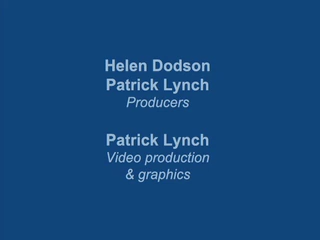 Helen Dodson
Patrick Lynch
Producers
Patrick Lynch
Video production
& graphics